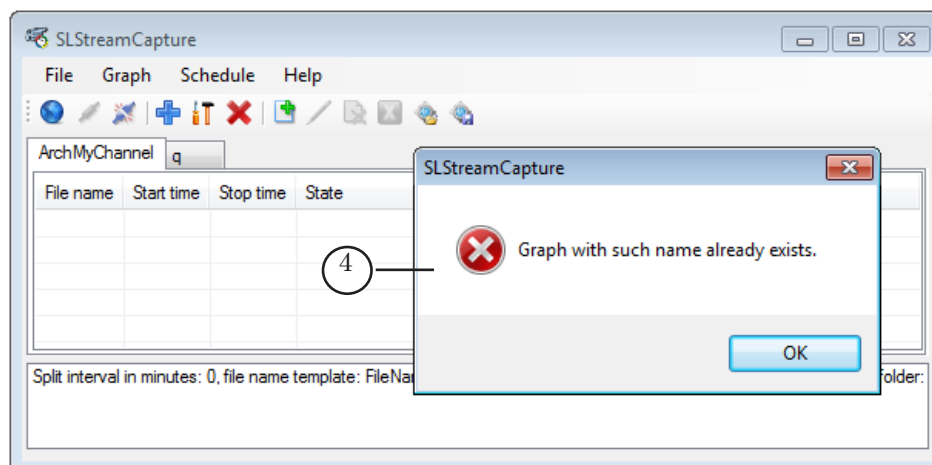 SLStreamCapture
File Graph Schedule Help
ArchMyChannel q
File name Start time Stop time State
SLStreamCapture
Graph with such name already exists.
4
OK
Split interval in minutes: 0, file name template: folder: